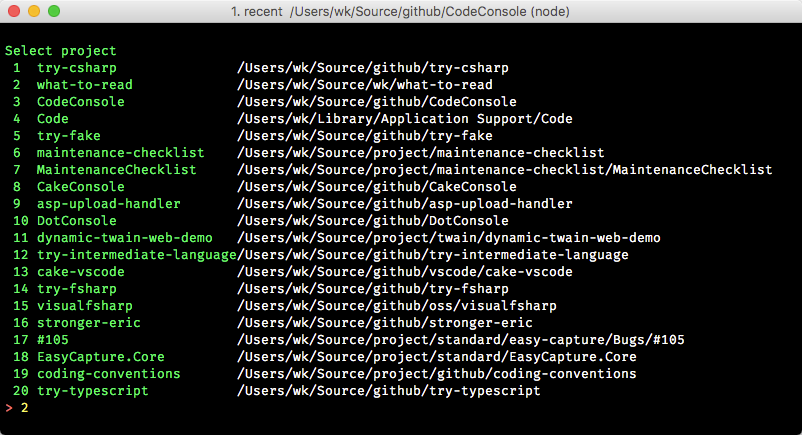 1. recent /Users/wk/Source/github/CodeConsole (node)
Select project
1 try-csharp /Users/wk/Source/github/try-csharp
2 what-to-read /Users/wk/Source/wk/what-to-read
3 CodeConsole /Users/wk/Source/github/CodeConsole
4 Code /Users/wk/Library/Application Support/Code
5 try-fake /Users/wk/Source/github/try-fake
6 maintenance-checklist /Users/wk/Source/project/maintenance-checklist
7 MaintenanceChecklist /Users/wk/Source/project/maintenance-checklist/MaintenanceChecklist
8 CakeConsole /Users/wk/Source/github/CakeConsole
9 asp-upload-handler /Users/wk/Source/github/asp-upload-handler
10 DotConsole /Users/wk/Source/github/DotConsole
11 dynamic-twain-web-demo /Users/wk/Source/project/twain/dynamic-twain-web-demo
12 try-intermediate-language/Users/wk/Source/github/try-intermediate-language
13 cake-vscode /Users/wk/Source/github/vscode/cake-vscode
14 try-fsharp /Users/wk/Source/github/try-fsharp
15 visualfsharp /Users/wk/Source/github/oss/visualfsharp
16 stronger-eric /Users/wk/Source/github/stronger-eric
17 #105 /Users/wk/Source/project/standard/easy-capture/Bugs/#105
18 EasyCapture.Core /Users/wk/Source/project/standard/EasyCapture.Core
19 coding-conventions /Users/wk/Source/project/github/coding-conventions
20 try-typescript /Users/wk/Source/github/try-typescript
> 2